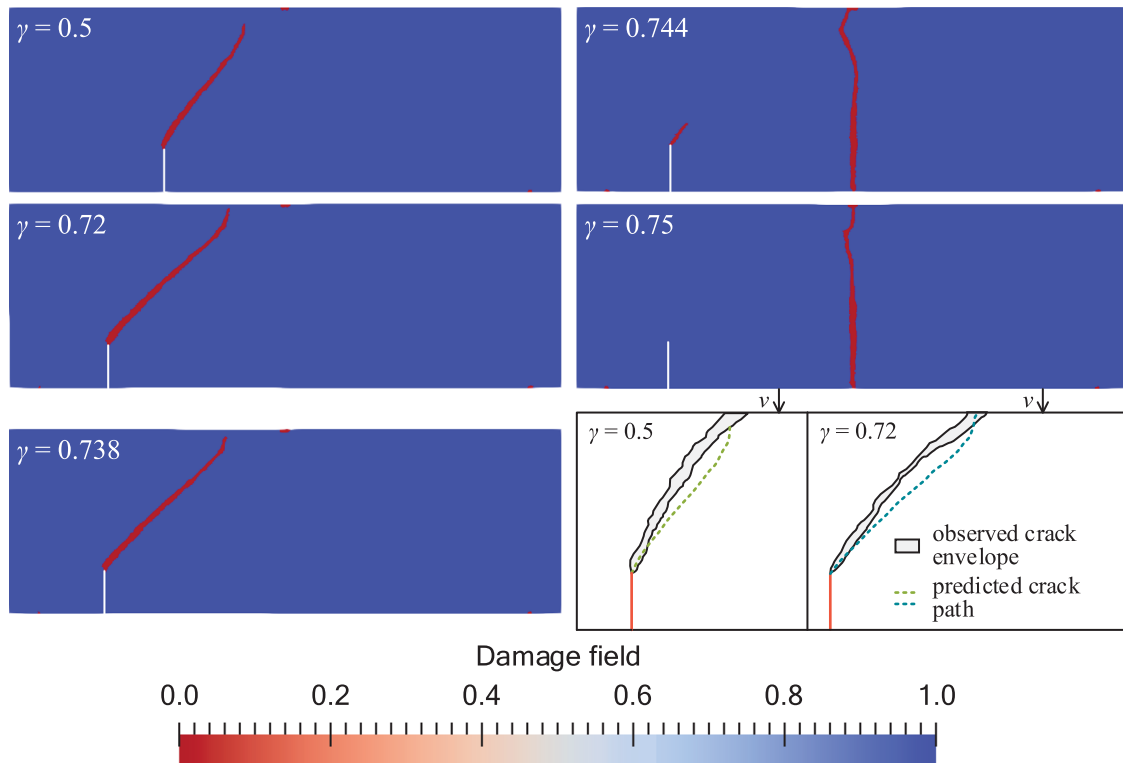 γ = 0.5
γ = 0.744
γ = 0.72
γ = 0.75
γ = 0.738
v
v
γ = 0.5
γ = 0.72
observed crack
envelope
predicted crack
path
Damage field
0.0 0.2 0.4 0.6 0.8 1.0